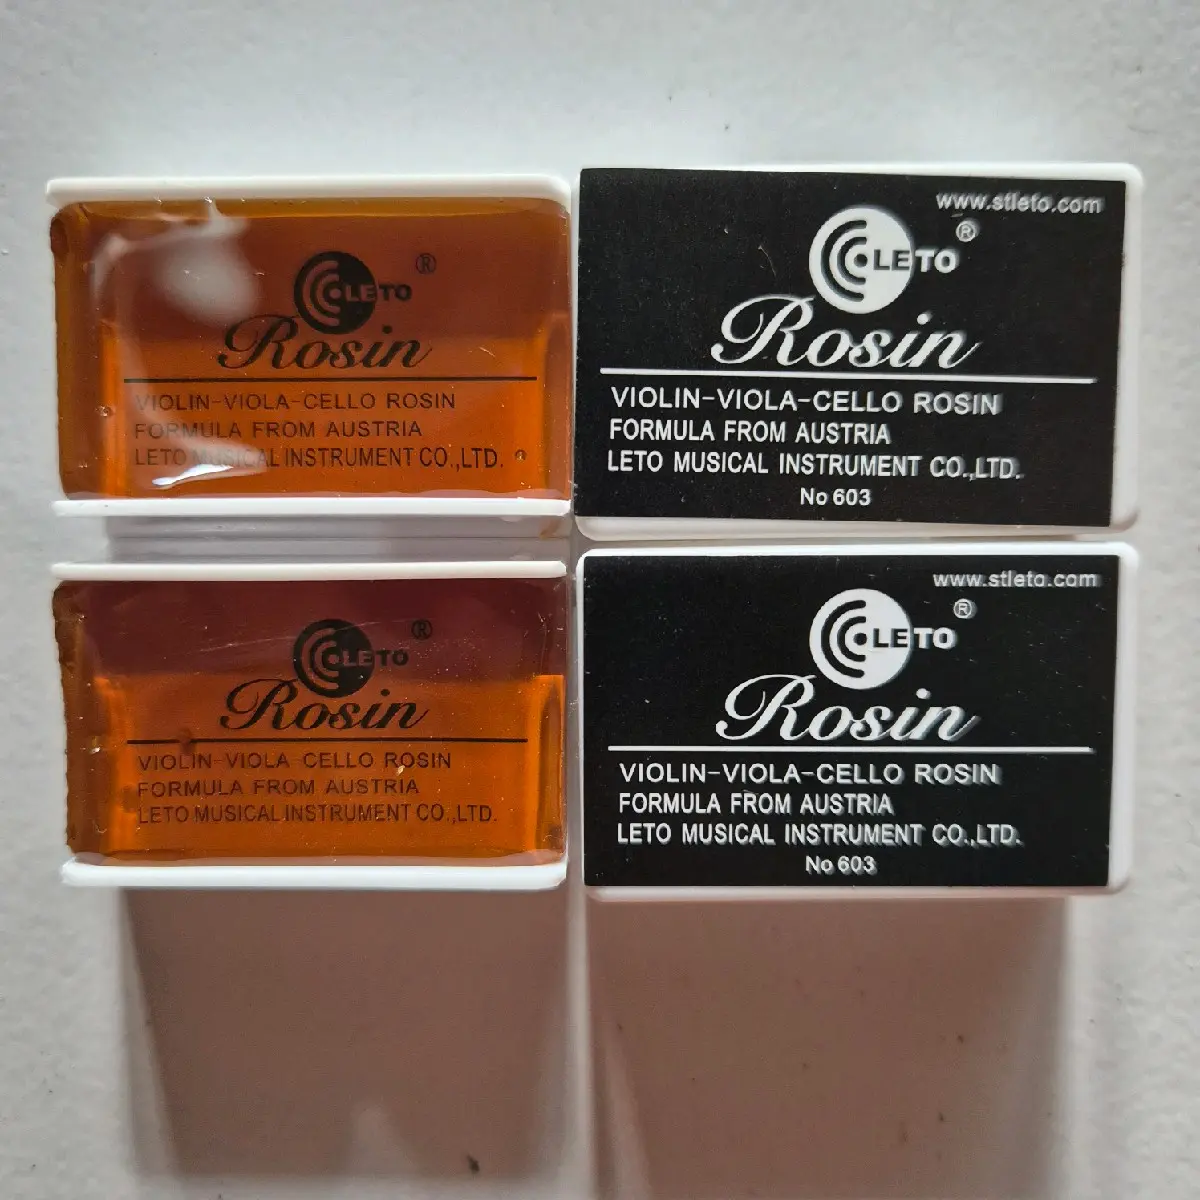 LETO ®
Rosin
VIOLIN-VIOLA-CELLO ROSIN
FORMULA FROM AUSTRIA
LETO MUSICAL INSTRUMENT CO.,LTD.
www.stleto.com
LETO ®
Rosin
VIOLIN-VIOLA-CELLO ROSIN
FORMULA FROM AUSTRIA
LETO MUSICAL INSTRUMENT CO.,LTD.
No 603
LETO ®
Rosin
VIOLIN-VIOLA-CELLO ROSIN
FORMULA FROM AUSTRIA
LETO MUSICAL INSTRUMENT CO.,LTD.
www.stleto.com
LETO ®
Rosin
VIOLIN-VIOLA-CELLO ROSIN
FORMULA FROM AUSTRIA
LETO MUSICAL INSTRUMENT CO.,LTD.
No 603